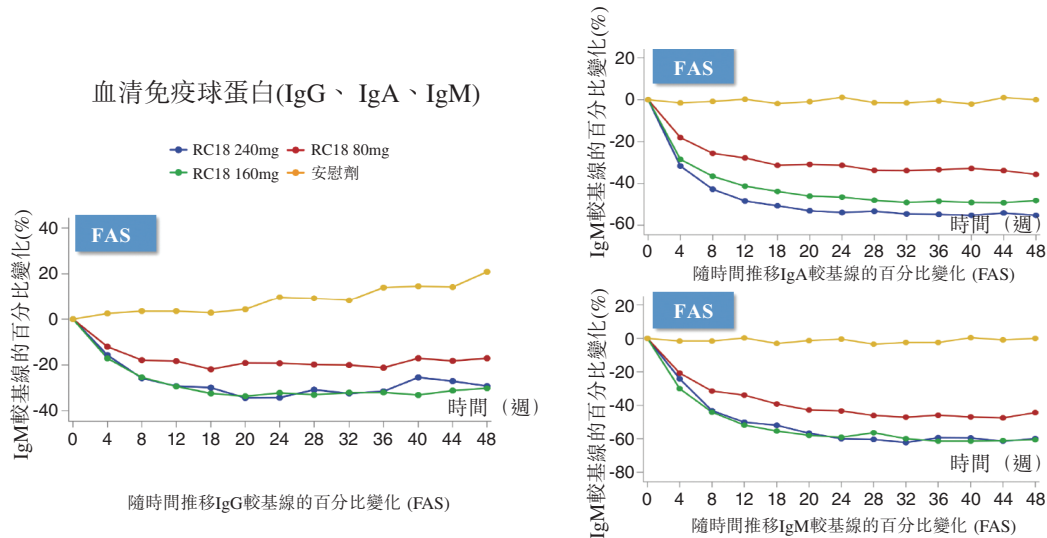 血清免疫球蛋白(IgG、 IgA、IgM)
RC18 240mg
RC18 80mg
RC18 160mg
安慰劑
FAS
IgM較基線的百分比變化(%)
40
20
0
-20
-40
0 4 8 12 16 20 24 28 32 36 40 44 48
時間（週）
隨時間推移IgG較基線的百分比變化 (FAS)
FAS
IgM較基線的百分比變化(%)
20
0
-20
-40
-60
時間（週）
0 4 8 12 18 20 24 28 32 36 40 44 48
隨時間推移IgA較基線的百分比變化 (FAS)
FAS
IgM較基線的百分比變化(%)
20
0
-20
-40
-60
-80
時間（週）
0 4 8 12 18 20 24 28 32 36 40 44 48
隨時間推移IgM較基線的百分比變化 (FAS)